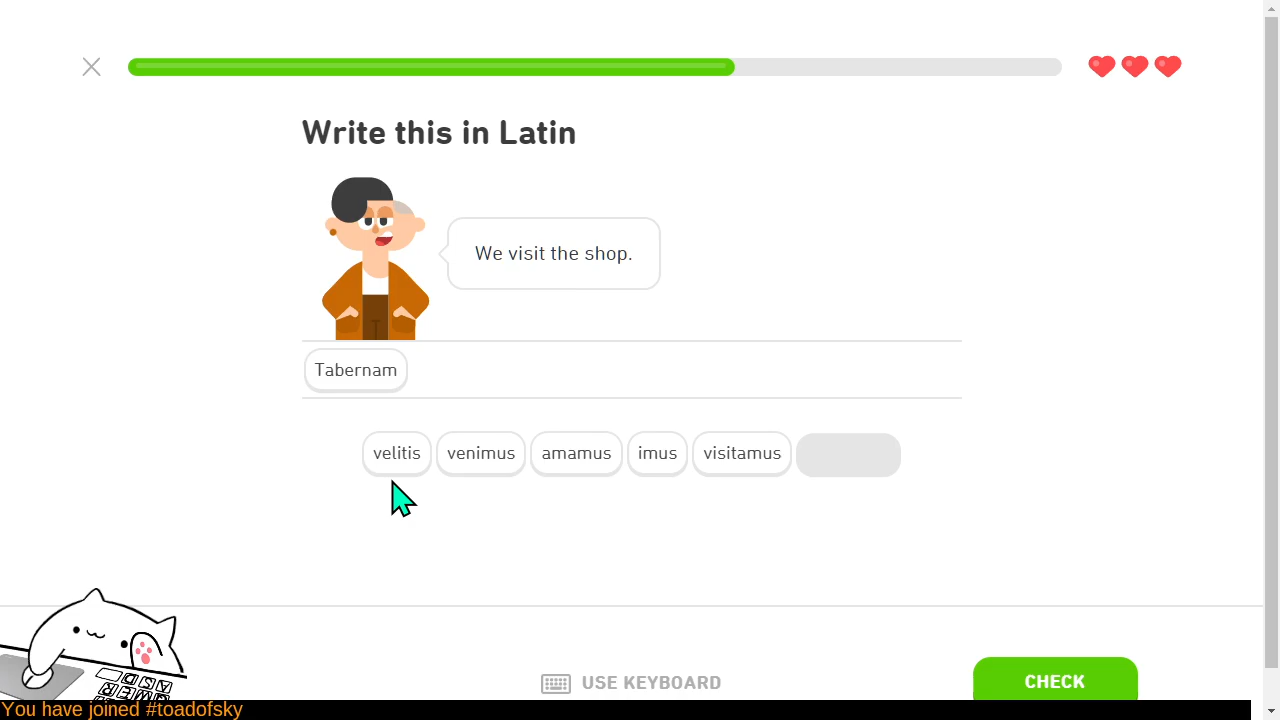 Write this in Latin
We visit the shop.
Tabernam
velitis venimus amamus imus visitamus
USE KEYBOARD
CHECK
You have joined #toadofsky